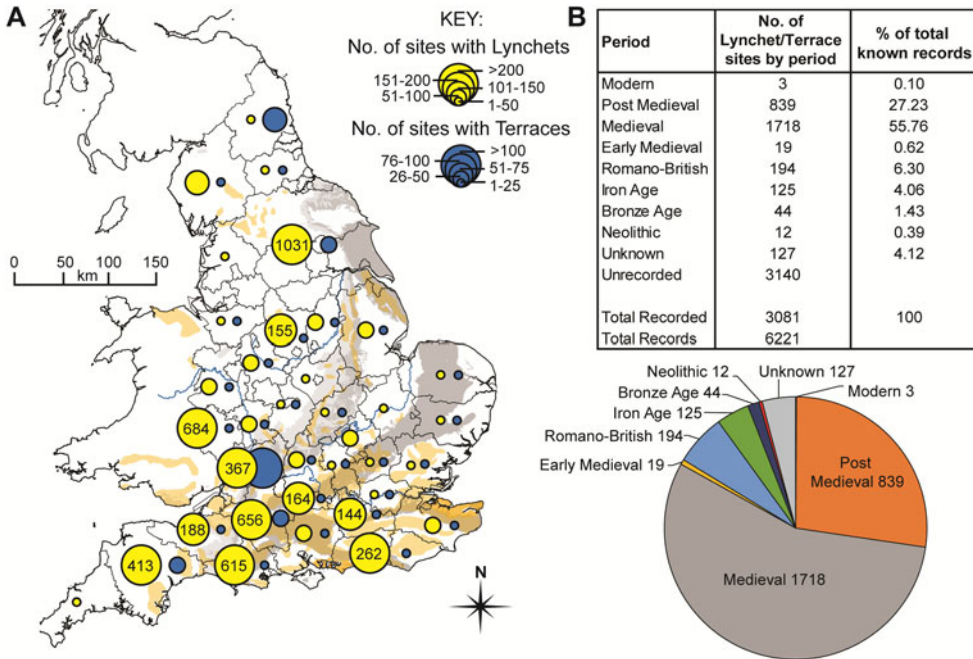 A
KEY:
No. of sites with Lynchets
>200
151-200
101-150
51-100
1-50
No. of sites with Terraces
>100
76-100
51-75
26-50
1-25
0 50 100 150
km
1031
155
684
367
164
656
144
188
413
615
262
N
B
Period No. of Lynchet/Terrace sites by period % of total known records
Modern 3 0.10
Post Medieval 839 27.23
Medieval 1718 55.76
Early Medieval 19 0.62
Romano-British 194 6.30
Iron Age 125 4.06
Bronze Age 44 1.43
Neolithic 12 0.39
Unknown 127 4.12
Unrecorded 3140
Total Recorded 3081 100
Total Records 6221
Neolithic 12
Unknown 127
Bronze Age 44
Modern 3
Iron Age 125
Romano-British 194
Early Medieval 19
Post
Medieval 839
Medieval 1718